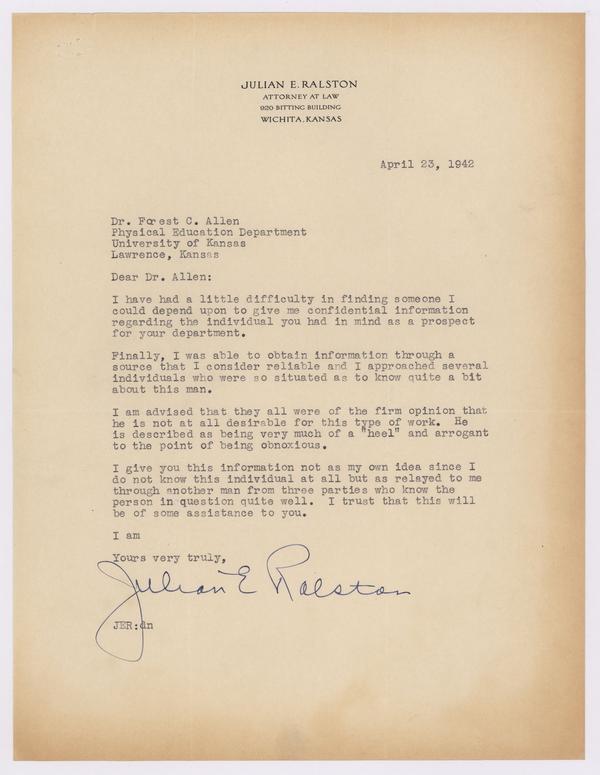 JULIAN E. RALSTON
ATTORNEY AT LAW
920 BITTING BUILDING
WICHITA, KANSAS
April 23, 1942
Dr. Forest C. Allen
Physical Education Department
University of Kansas
Lawrence, Kansas
Dear Dr. Allen:
I have had a little difficulty in finding someone I
could depend upon to give me confidential information
regarding the individual you had in mind as a prospect
for your department.
Finally, I was able to obtain information through a
source that I consider reliable and I approached several
individuals who were so situated as to know quite a bit
about this man.
I am advised that they all were of the firm opinion that
he is not at all desirable for this type of work. He
is described as being very much of a "heel" and arrogant
to the point of being obnoxious.
I give you this information not as my own idea since I
do not know this individual at all but as relayed to me
through another man from three parties who know the
person in question quite well. I trust that this will
be of some assistance to you.
I am
Yours very truly,
Julian E Ralston
JER:dn